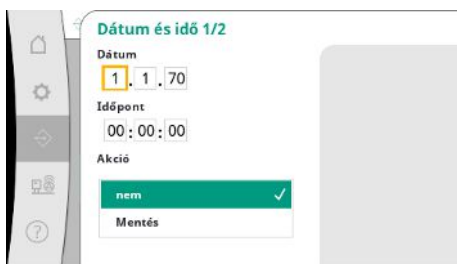 Dátum és idő 1/2
Dátum
1 . 1 . 70
Időpont
00 : 00 : 00
Akció
nem
Mentés